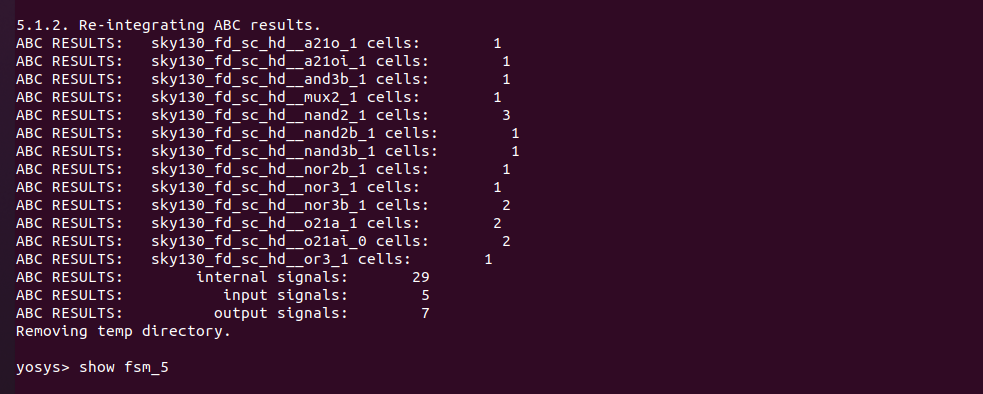 5.1.2. Re-integrating ABC results.
ABC RESULTS:   sky130_fd_sc_hd__a21o_1 cells:        1
ABC RESULTS:   sky130_fd_sc_hd__a21oi_1 cells:        1
ABC RESULTS:   sky130_fd_sc_hd__and3b_1 cells:        1
ABC RESULTS:   sky130_fd_sc_hd__mux2_1 cells:        1
ABC RESULTS:   sky130_fd_sc_hd__nand2_1 cells:        3
ABC RESULTS:   sky130_fd_sc_hd__nand2b_1 cells:        1
ABC RESULTS:   sky130_fd_sc_hd__nand3b_1 cells:        1
ABC RESULTS:   sky130_fd_sc_hd__nor2b_1 cells:        1
ABC RESULTS:   sky130_fd_sc_hd__nor3_1 cells:        1
ABC RESULTS:   sky130_fd_sc_hd__nor3b_1 cells:        2
ABC RESULTS:   sky130_fd_sc_hd__o21a_1 cells:        2
ABC RESULTS:   sky130_fd_sc_hd__o21ai_0 cells:        2
ABC RESULTS:   sky130_fd_sc_hd__or3_1 cells:        1
ABC RESULTS:        internal signals:       29
ABC RESULTS:           input signals:        5
ABC RESULTS:          output signals:        7
Removing temp directory.
yosys> show fsm_5